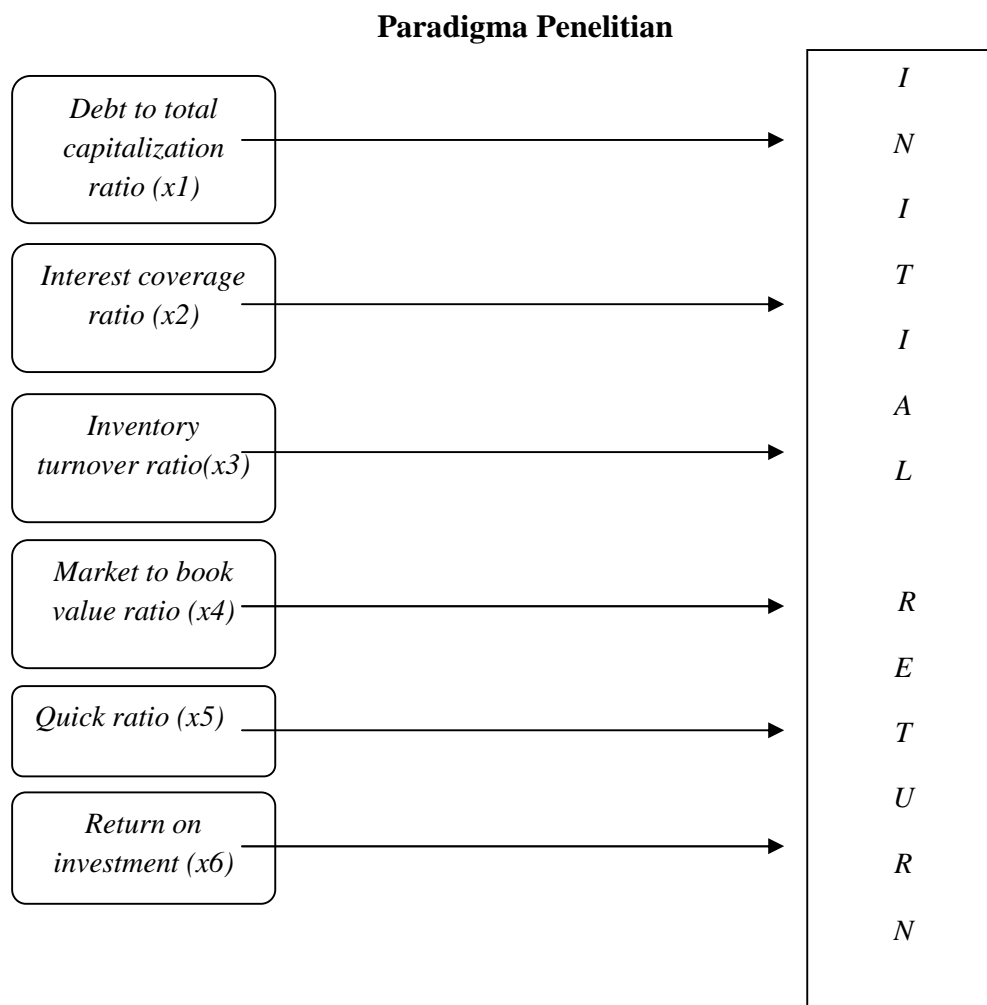 Paradigma Penelitian
Debt to total
capitalization
ratio (x1)
Interest coverage
ratio (x2)
Inventory
turnover ratio(x3)
Market to book
value ratio (x4)
Quick ratio (x5)
Return on
investment (x6)
I
N
I
T
I
A
L
R
E
T
U
R
N